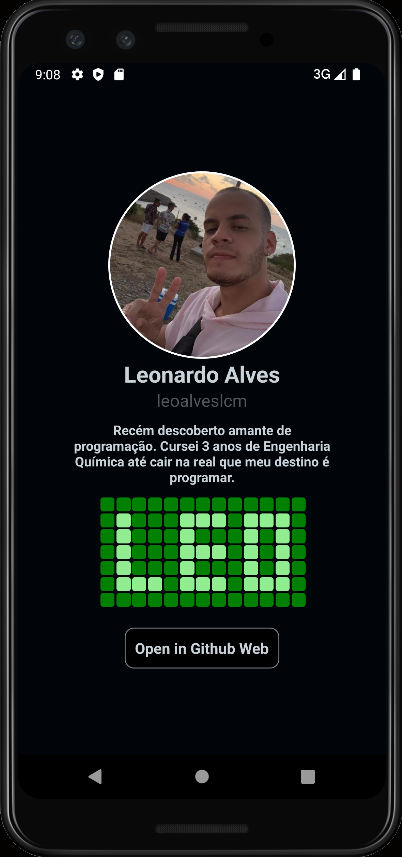 9:08
3G
Leonardo Alves
leoalveslcm
Recém descoberto amante de
programação. Cursei 3 anos de Engenharia
Química até cair na real que meu destino é
programar.
LEO
Open in Github Web